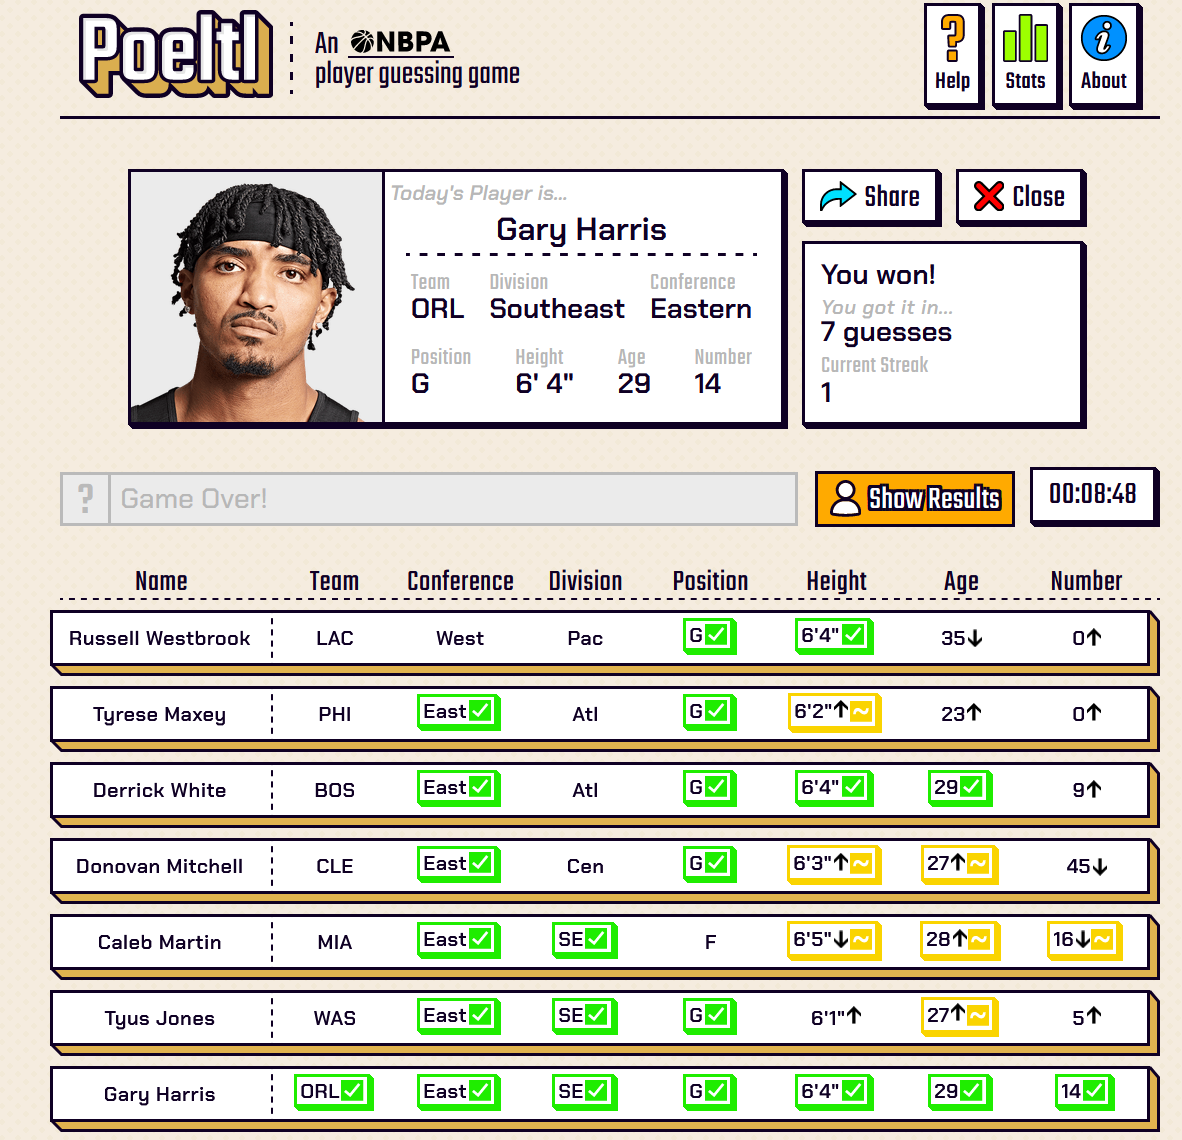 Poeltl
An NBPA
player guessing game
? Help
Stats
i About
Today's Player is...
Gary Harris
Team Division Conference
ORL Southeast Eastern
Position Height Age Number
G 6' 4" 29 14
Share
Close
You won!
You got it in...
7 guesses
Current Streak
1
? Game Over!
Show Results
00:08:48
Name Team Conference Division Position Height Age Number
Russell Westbrook LAC West Pac G✓ 6'4"✓ 35↓ 0↑
Tyrese Maxey PHI East✓ Atl G✓ 6'2"↑~ 23↑ 0↑
Derrick White BOS East✓ Atl G✓ 6'4"✓ 29✓ 9↑
Donovan Mitchell CLE East✓ Cen G✓ 6'3"↑~ 27↑~ 45↓
Caleb Martin MIA East✓ SE✓ F 6'5"↓~ 28↑~ 16↓~
Tyus Jones WAS East✓ SE✓ G✓ 6'1"↑ 27↑~ 5↑
Gary Harris ORL✓ East✓ SE✓ G✓ 6'4"✓ 29✓ 14✓